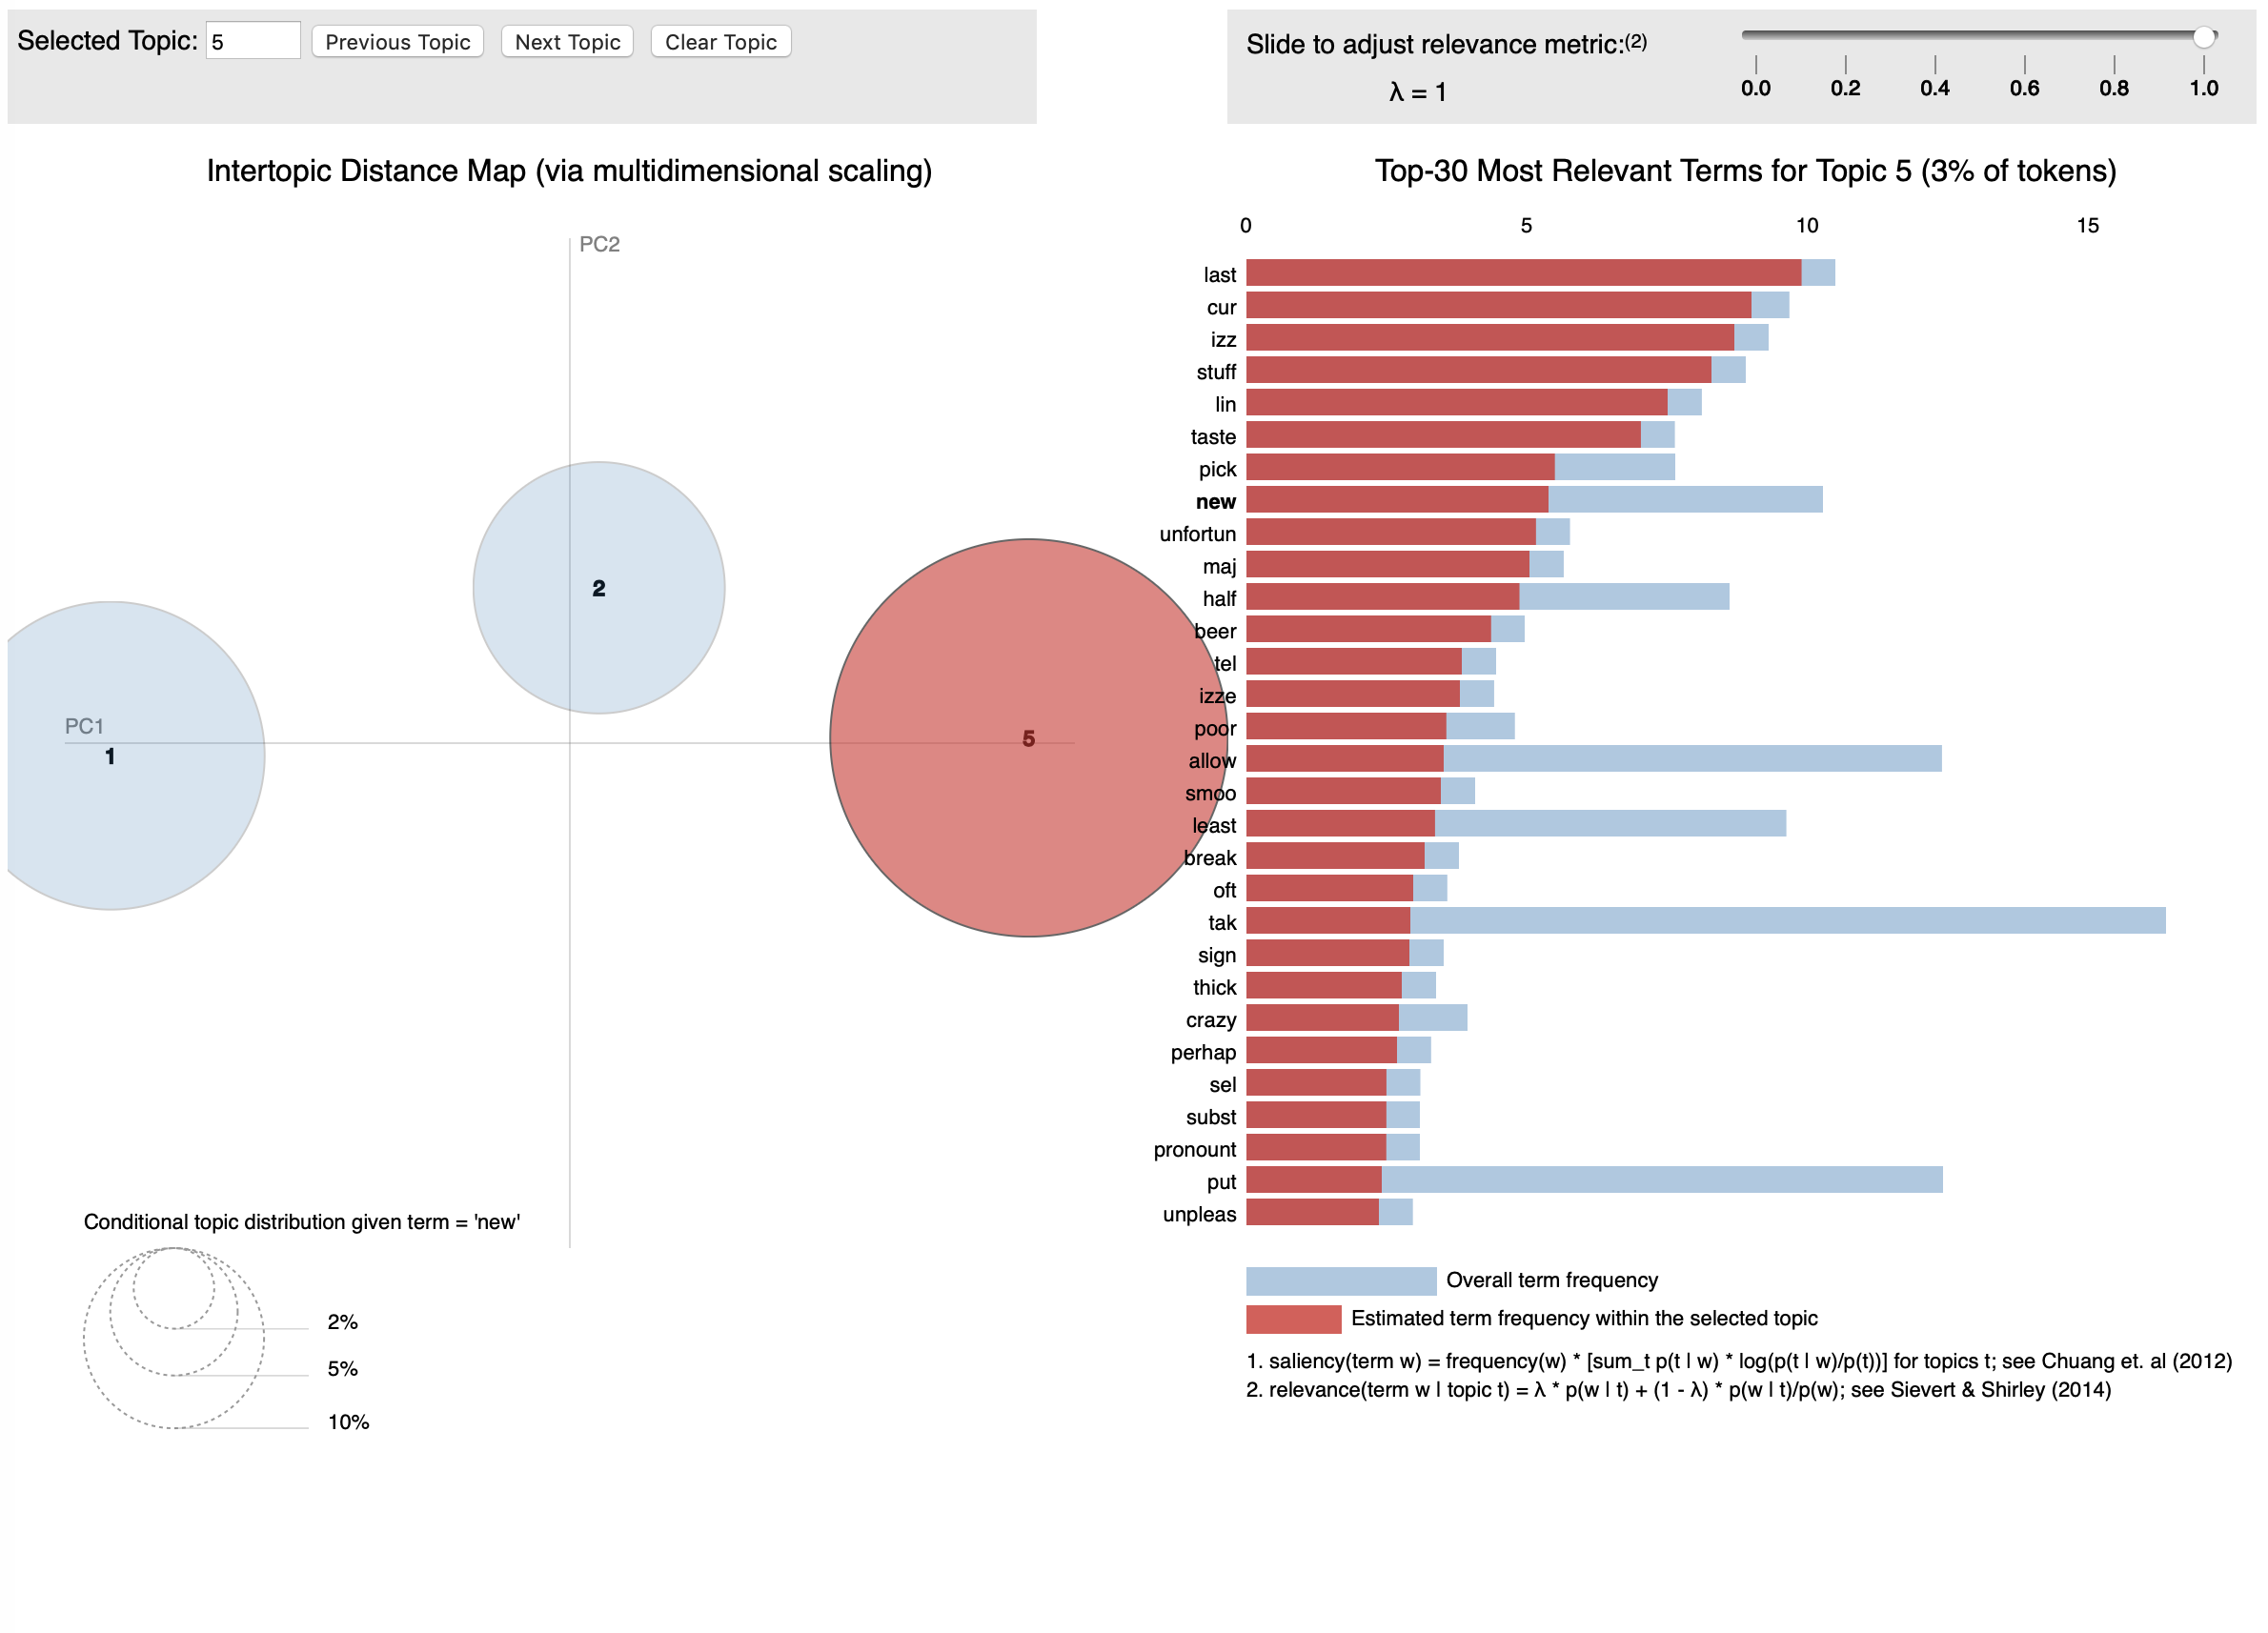 Selected Topic: 5 Previous Topic Next Topic Clear Topic
Slide to adjust relevance metric:(2)
λ = 1
0.0 0.2 0.4 0.6 0.8 1.0
Intertopic Distance Map (via multidimensional scaling)
PC2
2
PC1
1
5
Conditional topic distribution given term = 'new'
2%
5%
10%
Top-30 Most Relevant Terms for Topic 5 (3% of tokens)
0 5 10 15
last
cur
izz
stuff
lin
taste
pick
new
unfortun
maj
half
beer
tel
izze
poor
allow
smoo
least
break
oft
tak
sign
thick
crazy
perhap
sel
subst
pronount
put
unpleas
Overall term frequency
Estimated term frequency within the selected topic
1. saliency(term w) = frequency(w) * [sum_t p(t | w) * log(p(t | w)/p(t))] for topics t; see Chuang et. al (2012)
2. relevance(term w | topic t) = λ * p(w | t) + (1 - λ) * p(w | t)/p(w); see Sievert & Shirley (2014)